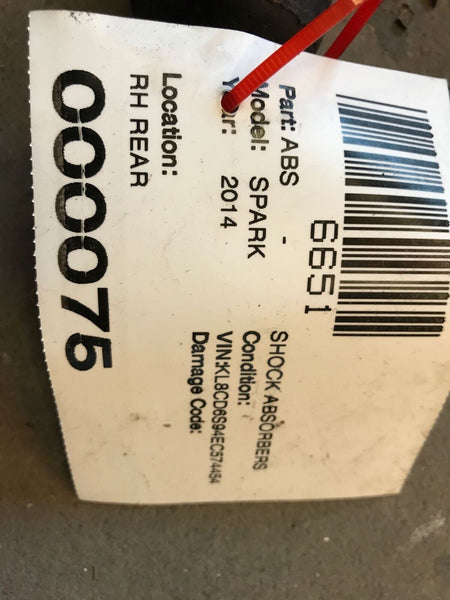 6651
Part: ABS - SHOCK ABSORBERS
Model: SPARK Condition:
Year: 2014 VIN:KL8CD6S94EC574484
Damage Code:
Location:
RH REAR
000075